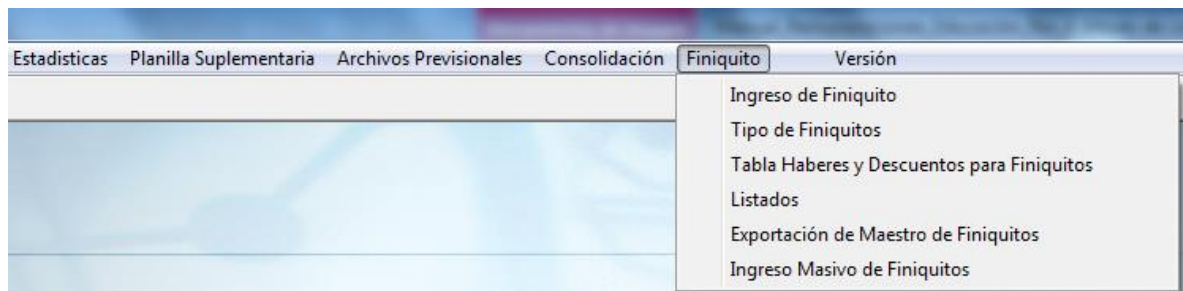 Estadisticas Planilla Suplementaria Archivos Previsionales Consolidación Finiquito Versión
Ingreso de Finiquito
Tipo de Finiquitos
Tabla Haberes y Descuentos para Finiquitos
Listados
Exportación de Maestro de Finiquitos
Ingreso Masivo de Finiquitos